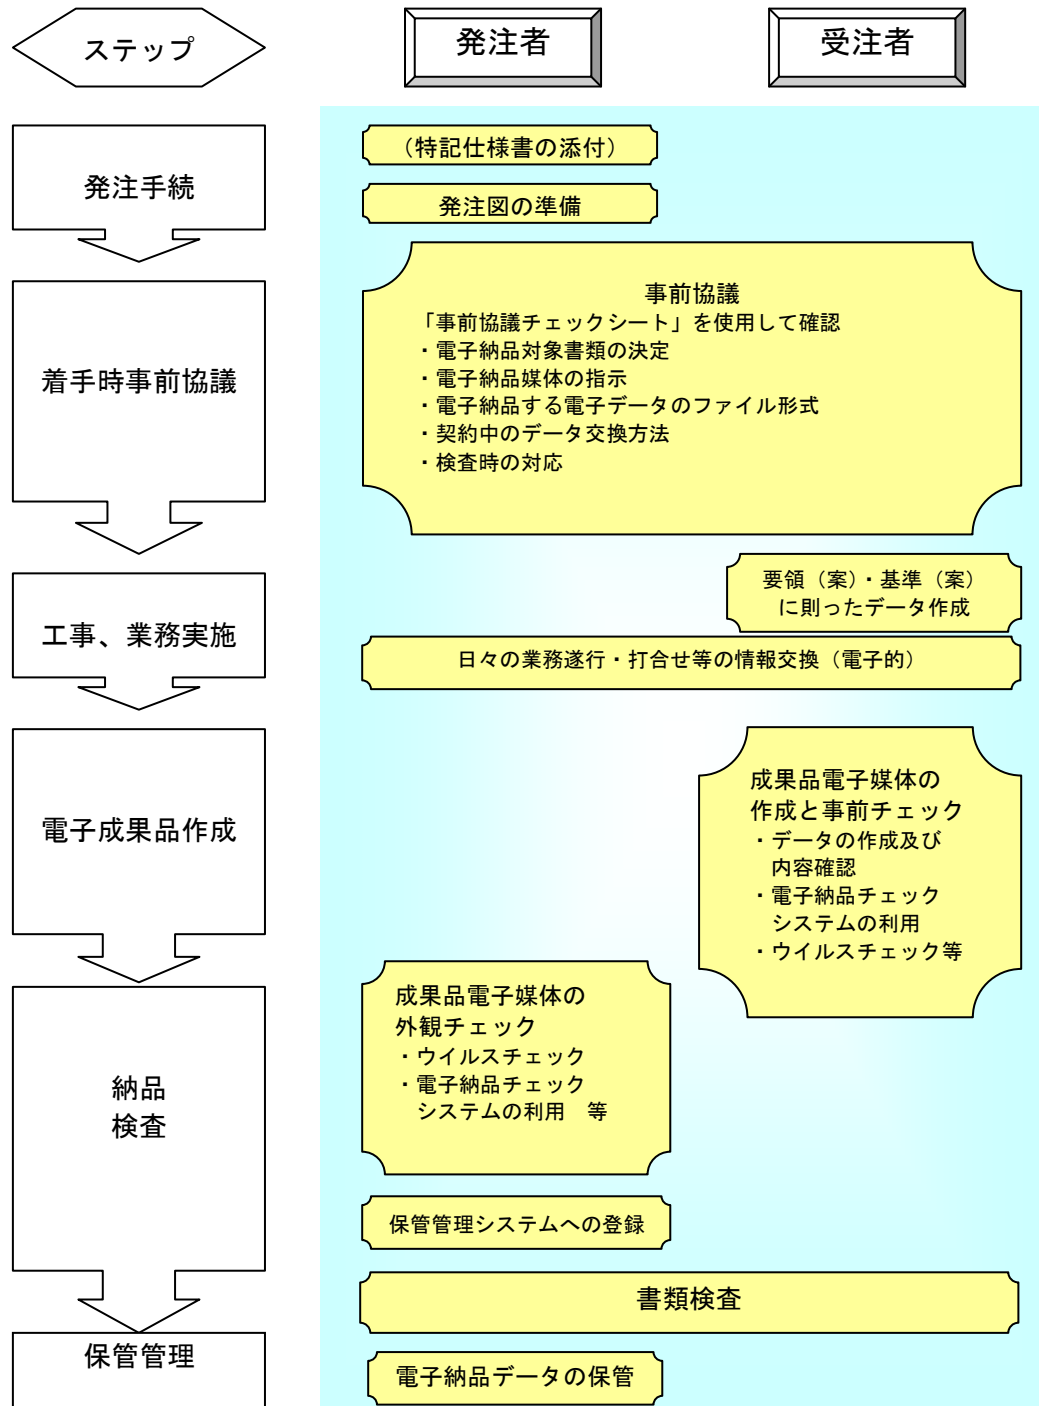 ステップ
発注者
受注者
発注手続
(特記仕様書の添付)
発注図の準備
着手時事前協議
事前協議
「事前協議チェックシート」を使用して確認
・電子納品対象書類の決定
・電子納品媒体の指示
・電子納品する電子データのファイル形式
・契約中のデータ交換方法
・検査時の対応
工事、業務実施
要領（案）・基準（案）
に則ったデータ作成
日々の業務遂行・打合せ等の情報交換（電子的）
電子成果品作成
成果品電子媒体の
作成と事前チェック
・データの作成及び
内容確認
・電子納品チェック
システムの利用
・ウイルスチェック等
納品
検査
成果品電子媒体の
外観チェック
・ウイルスチェック
・電子納品チェック
システムの利用　等
保管管理システムへの登録
書類検査
保管管理
電子納品データの保管